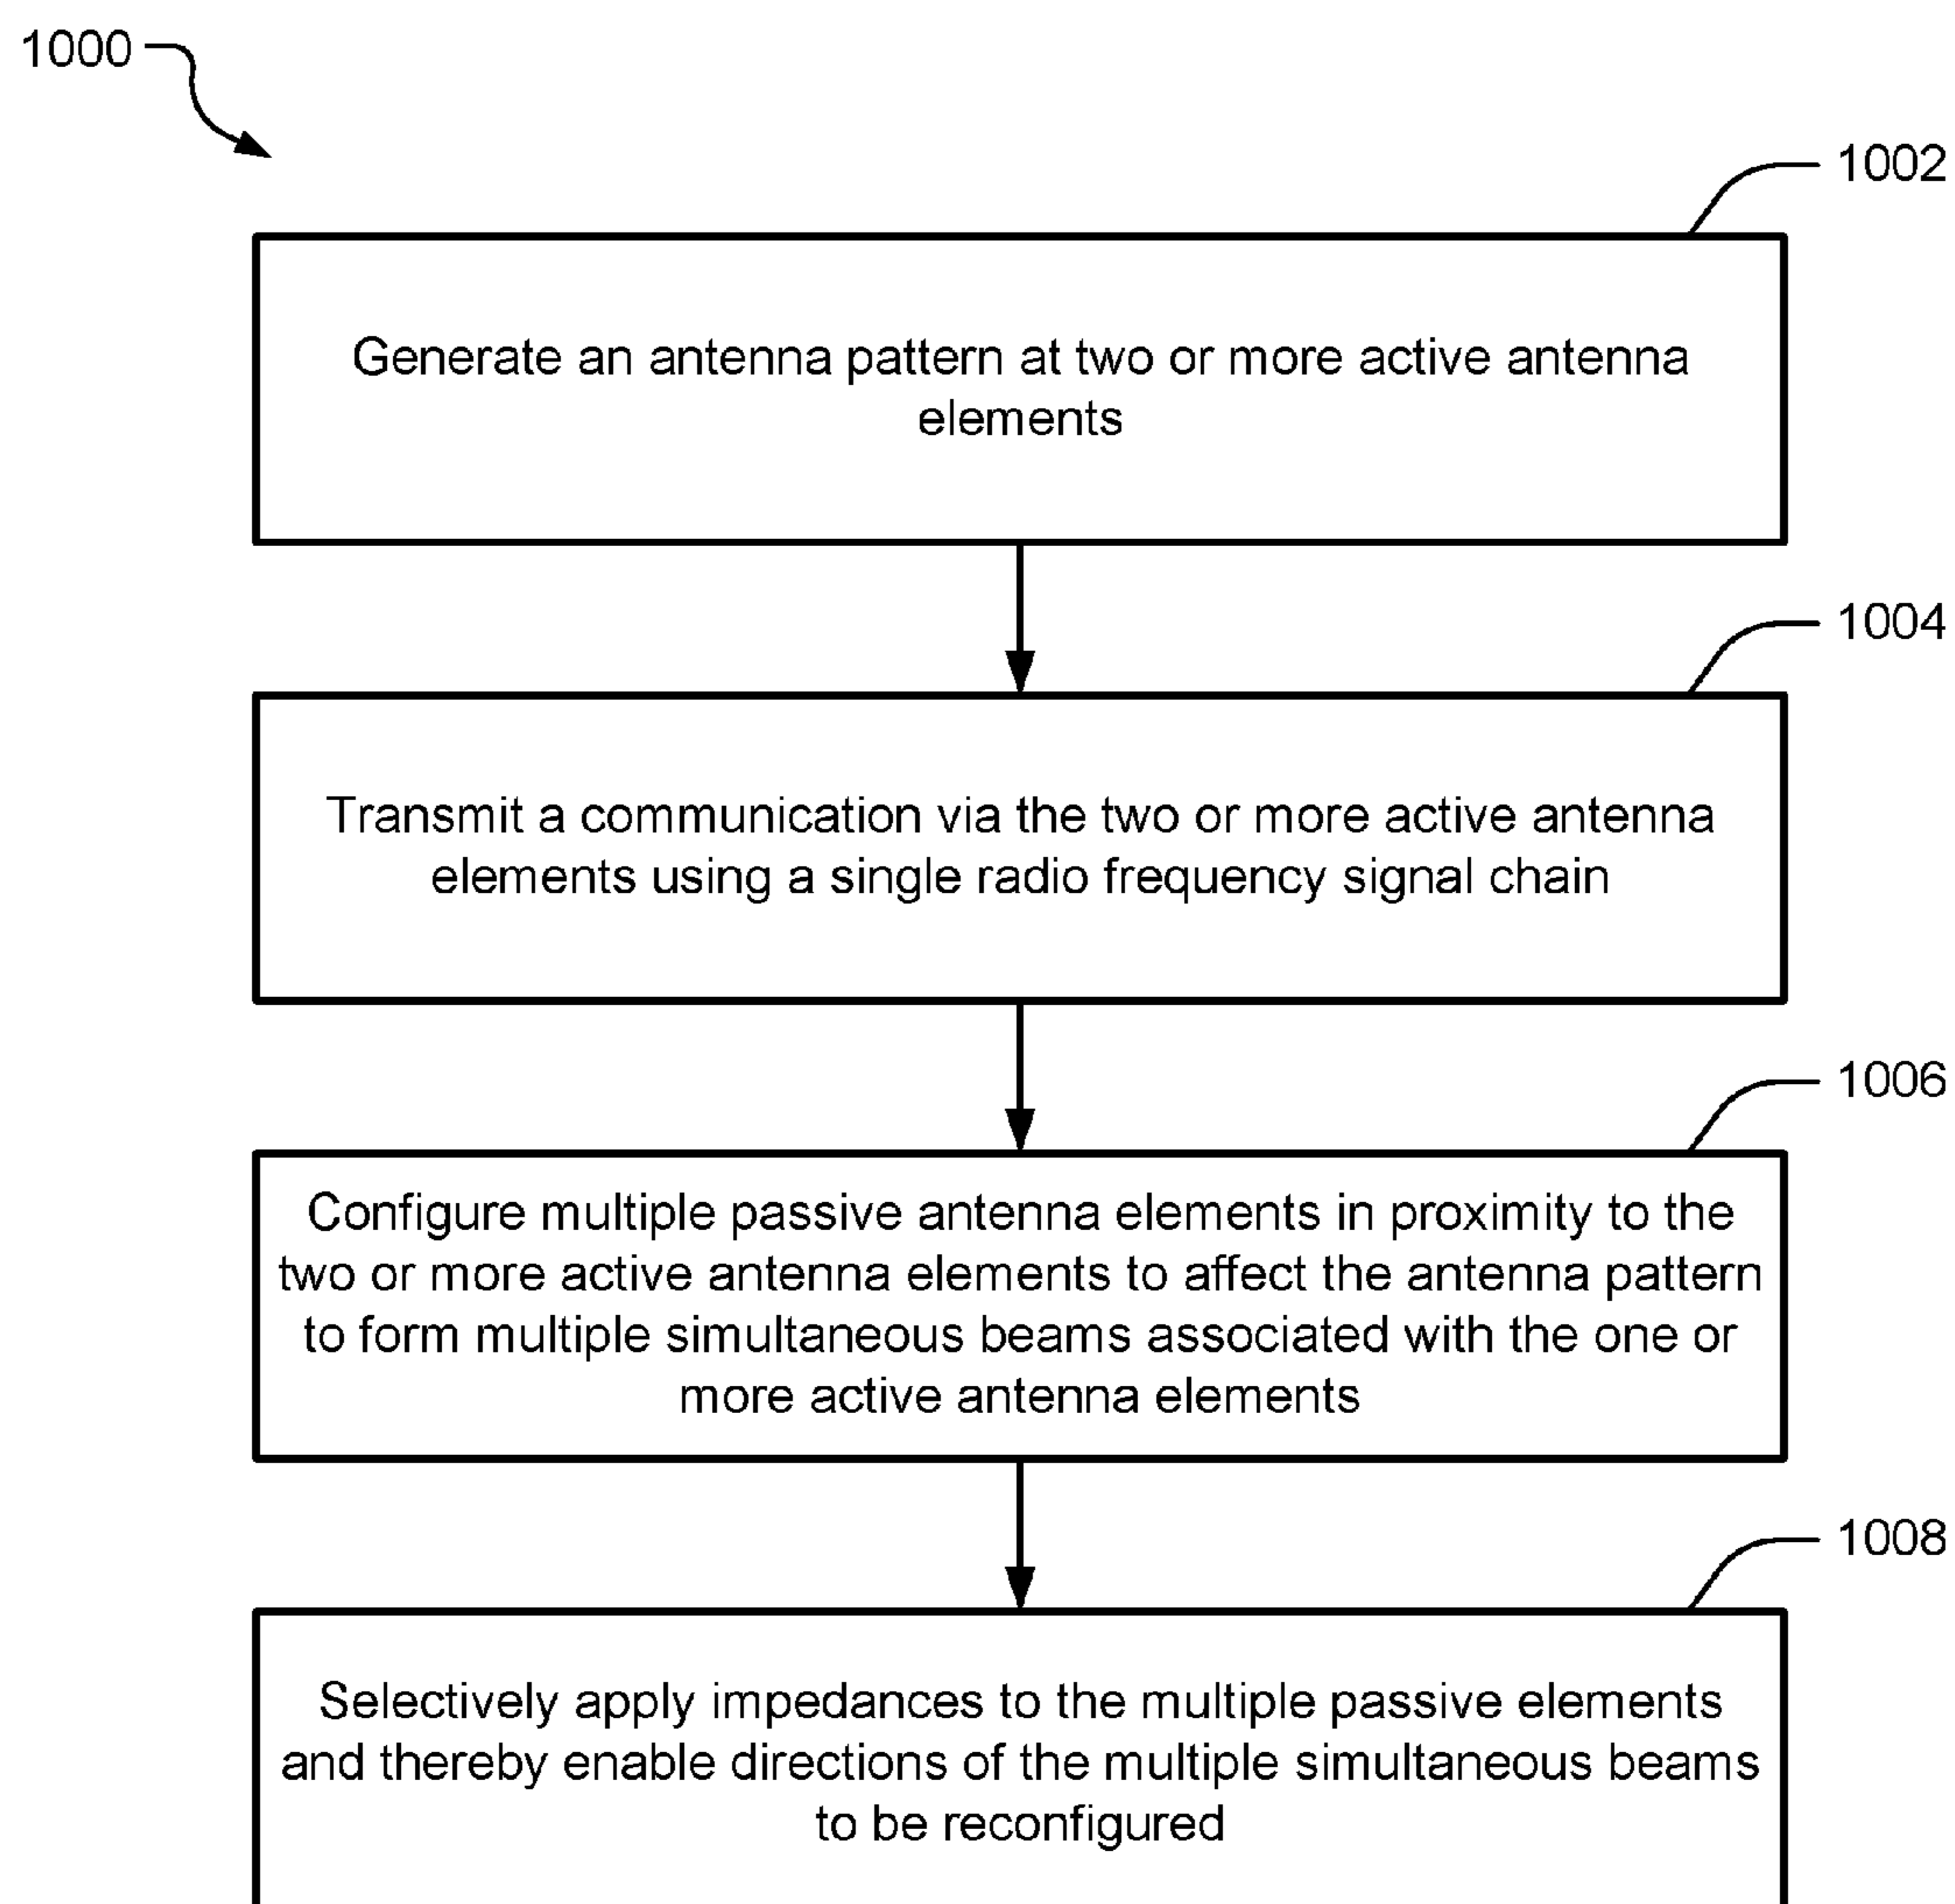 1000
1002
Generate an antenna pattern at two or more active antenna
elements
1004
Transmit a communication via the two or more active antenna
elements using a single radio frequency signal chain
1006
Configure multiple passive antenna elements in proximity to the
two or more active antenna elements to affect the antenna pattern
to form multiple simultaneous beams associated with the one or
more active antenna elements
1008
Selectively apply impedances to the multiple passive elements
and thereby enable directions of the multiple simultaneous beams
to be reconfigured